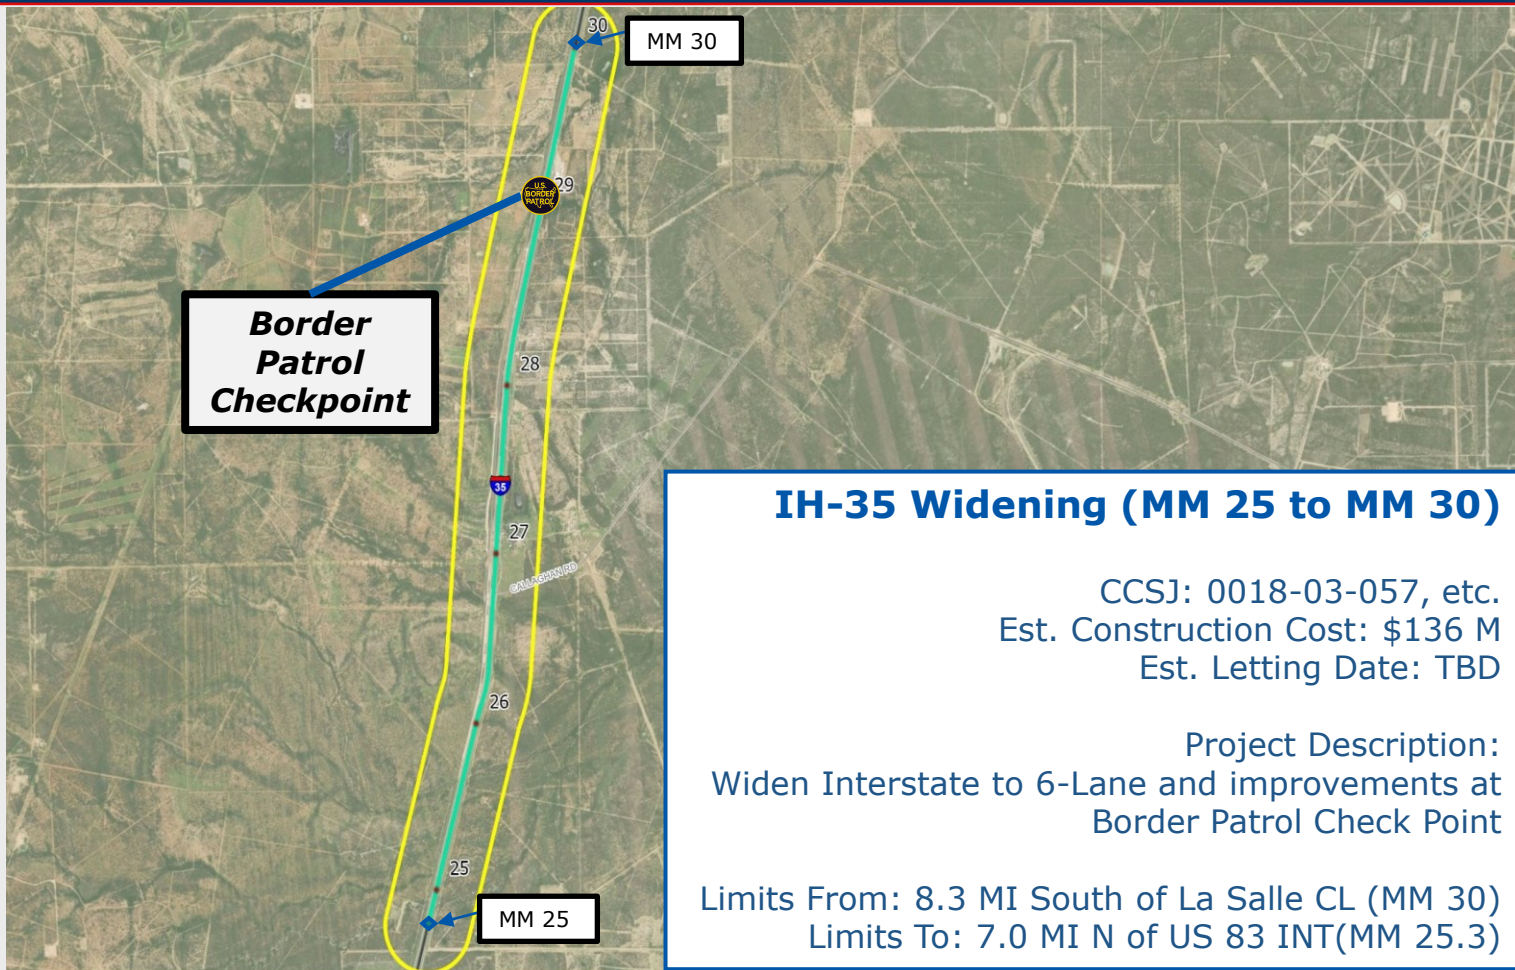 30
MM 30
U.S.
BORDER
PATROL
29
Border
Patrol
Checkpoint
28
35
27
CALLAGHAN RD
26
25
MM 25
IH-35 Widening (MM 25 to MM 30)
CCSJ: 0018-03-057, etc.
Est. Construction Cost: $136 M
Est. Letting Date: TBD
Project Description:
Widen Interstate to 6-Lane and improvements at
Border Patrol Check Point
Limits From: 8.3 MI South of La Salle CL (MM 30)
Limits To: 7.0 MI N of US 83 INT(MM 25.3)